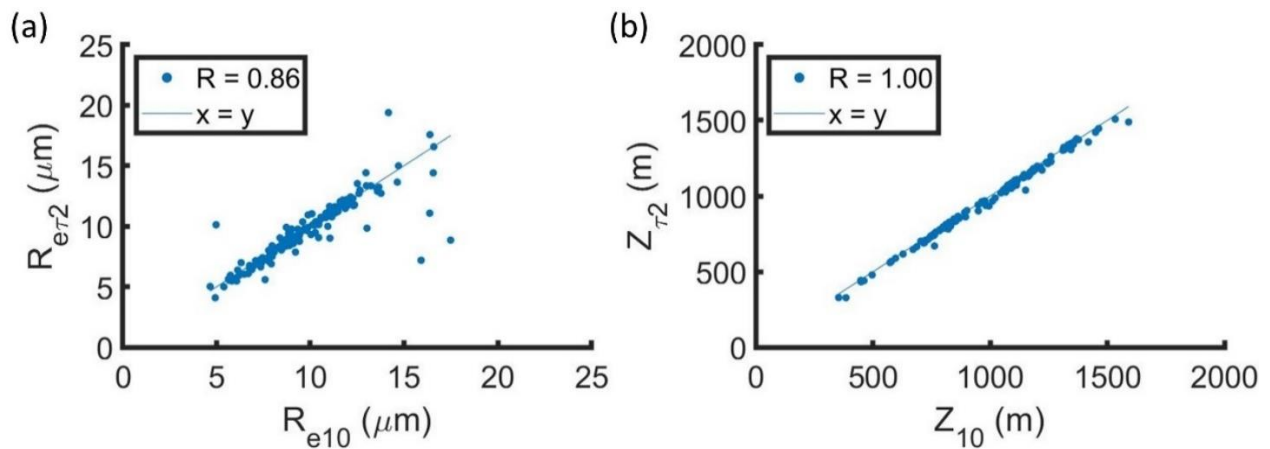 (a)
25
20
15
10
5
0
R = 0.86
x = y
R_eτ2 (μm)
0 5 10 15 20 25
R_e10 (μm)
(b)
2000
1500
1000
500
0
R = 1.00
x = y
Z_τ2 (m)
0 500 1000 1500 2000
Z_10 (m)